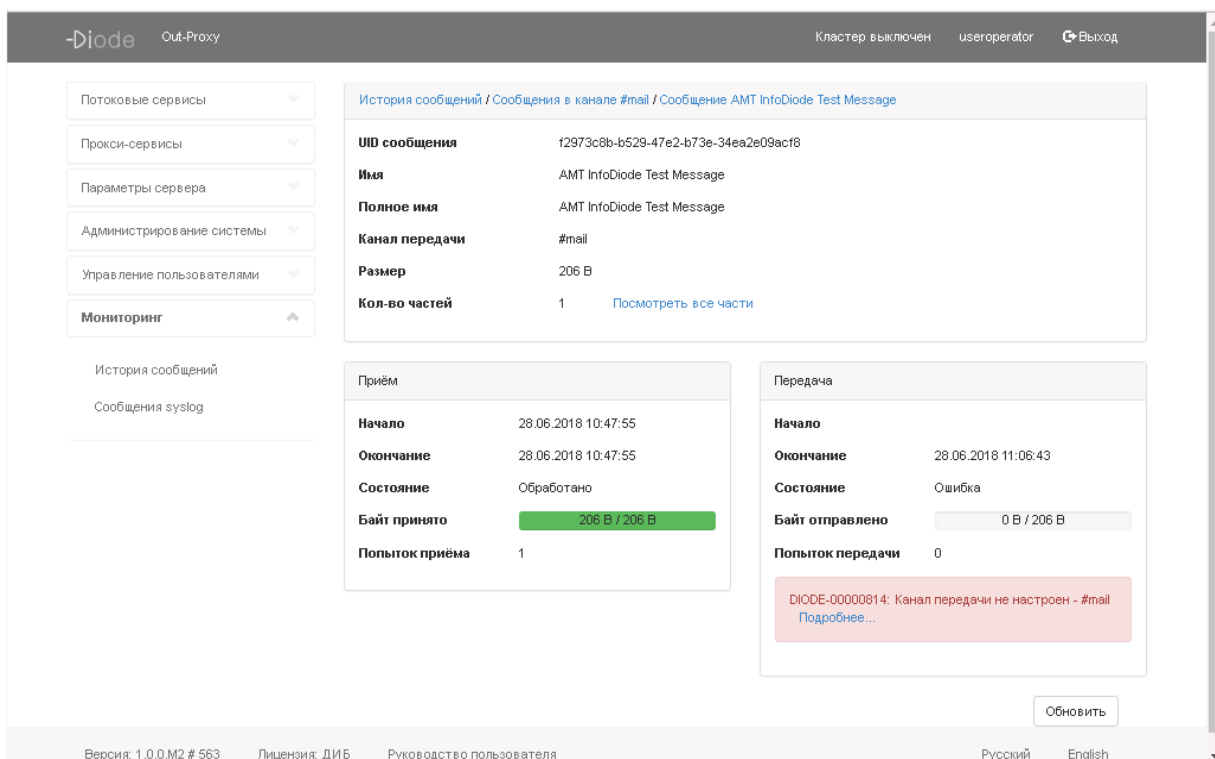 -Diode Out-Proxy Кластер выключен useroperator Выход
Потоковые сервисы
Прокси-сервисы
Параметры сервера
Администрирование системы
Управление пользователями
Мониторинг
История сообщений
Сообщения syslog
История сообщений / Сообщения в канале #mail / Сообщение AMT InfoDiode Test Message
UID сообщения f2973c8b-b529-47e2-b73e-34ea2e09acf8
Имя AMT InfoDiode Test Message
Полное имя AMT InfoDiode Test Message
Канал передачи #mail
Размер 206 B
Кол-во частей 1 Посмотреть все части
Приём
Начало 28.06.2018 10:47:55
Окончание 28.06.2018 10:47:55
Состояние Обработано
Байт принято 206 B / 206 B
Попыток приёма 1
Передача
Начало
Окончание 28.06.2018 11:06:43
Состояние Ошибка
Байт отправлено 0 B / 206 B
Попыток передачи 0
DIODE-00000814: Канал передачи не настроен - #mail
Подробнее...
Обновить
Версия: 1.0.0.M2 # 563 Лицензия: ДИБ Руководство пользователя Русский English